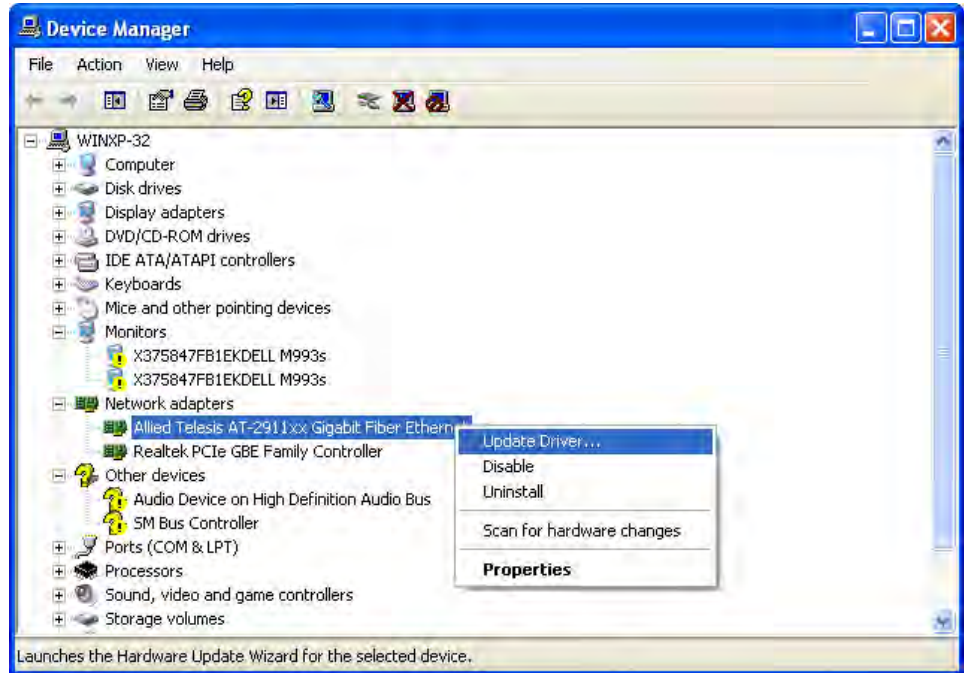 Device Manager
File Action View Help
WINXP-32
Computer
Disk drives
Display adapters
DVD/CD-ROM drives
IDE ATA/ATAPI controllers
Keyboards
Mice and other pointing devices
Monitors
X375847FB1EKDELL M993s
X375847FB1EKDELL M993s
Network adapters
Allied Telesis AT-2911xx Gigabit Fiber Ethern
Realtek PCIe GBE Family Controller
Other devices
Audio Device on High Definition Audio Bus
SM Bus Controller
Ports (COM & LPT)
Processors
Sound, video and game controllers
Storage volumes
Update Driver...
Disable
Uninstall
Scan for hardware changes
Properties
Launches the Hardware Update Wizard for the selected device.